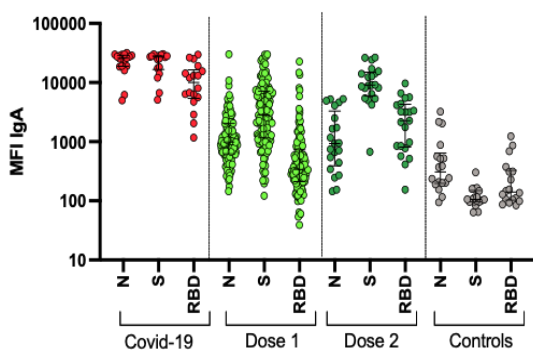 MFI IgA
100000
10000
1000
100
10
N S RBD N S RBD N S RBD N S RBD
Covid-19 Dose 1 Dose 2 Controls